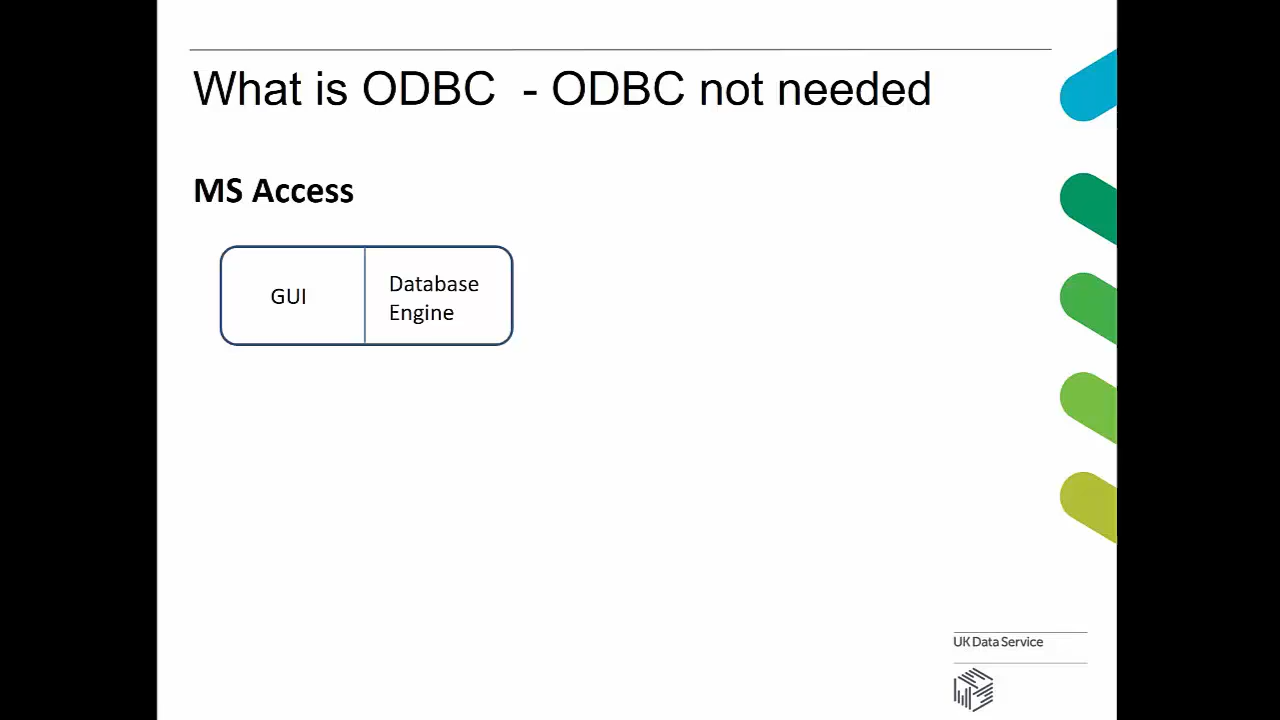 What is ODBC  - ODBC not needed
MS Access
GUI
Database
Engine
UK Data Service